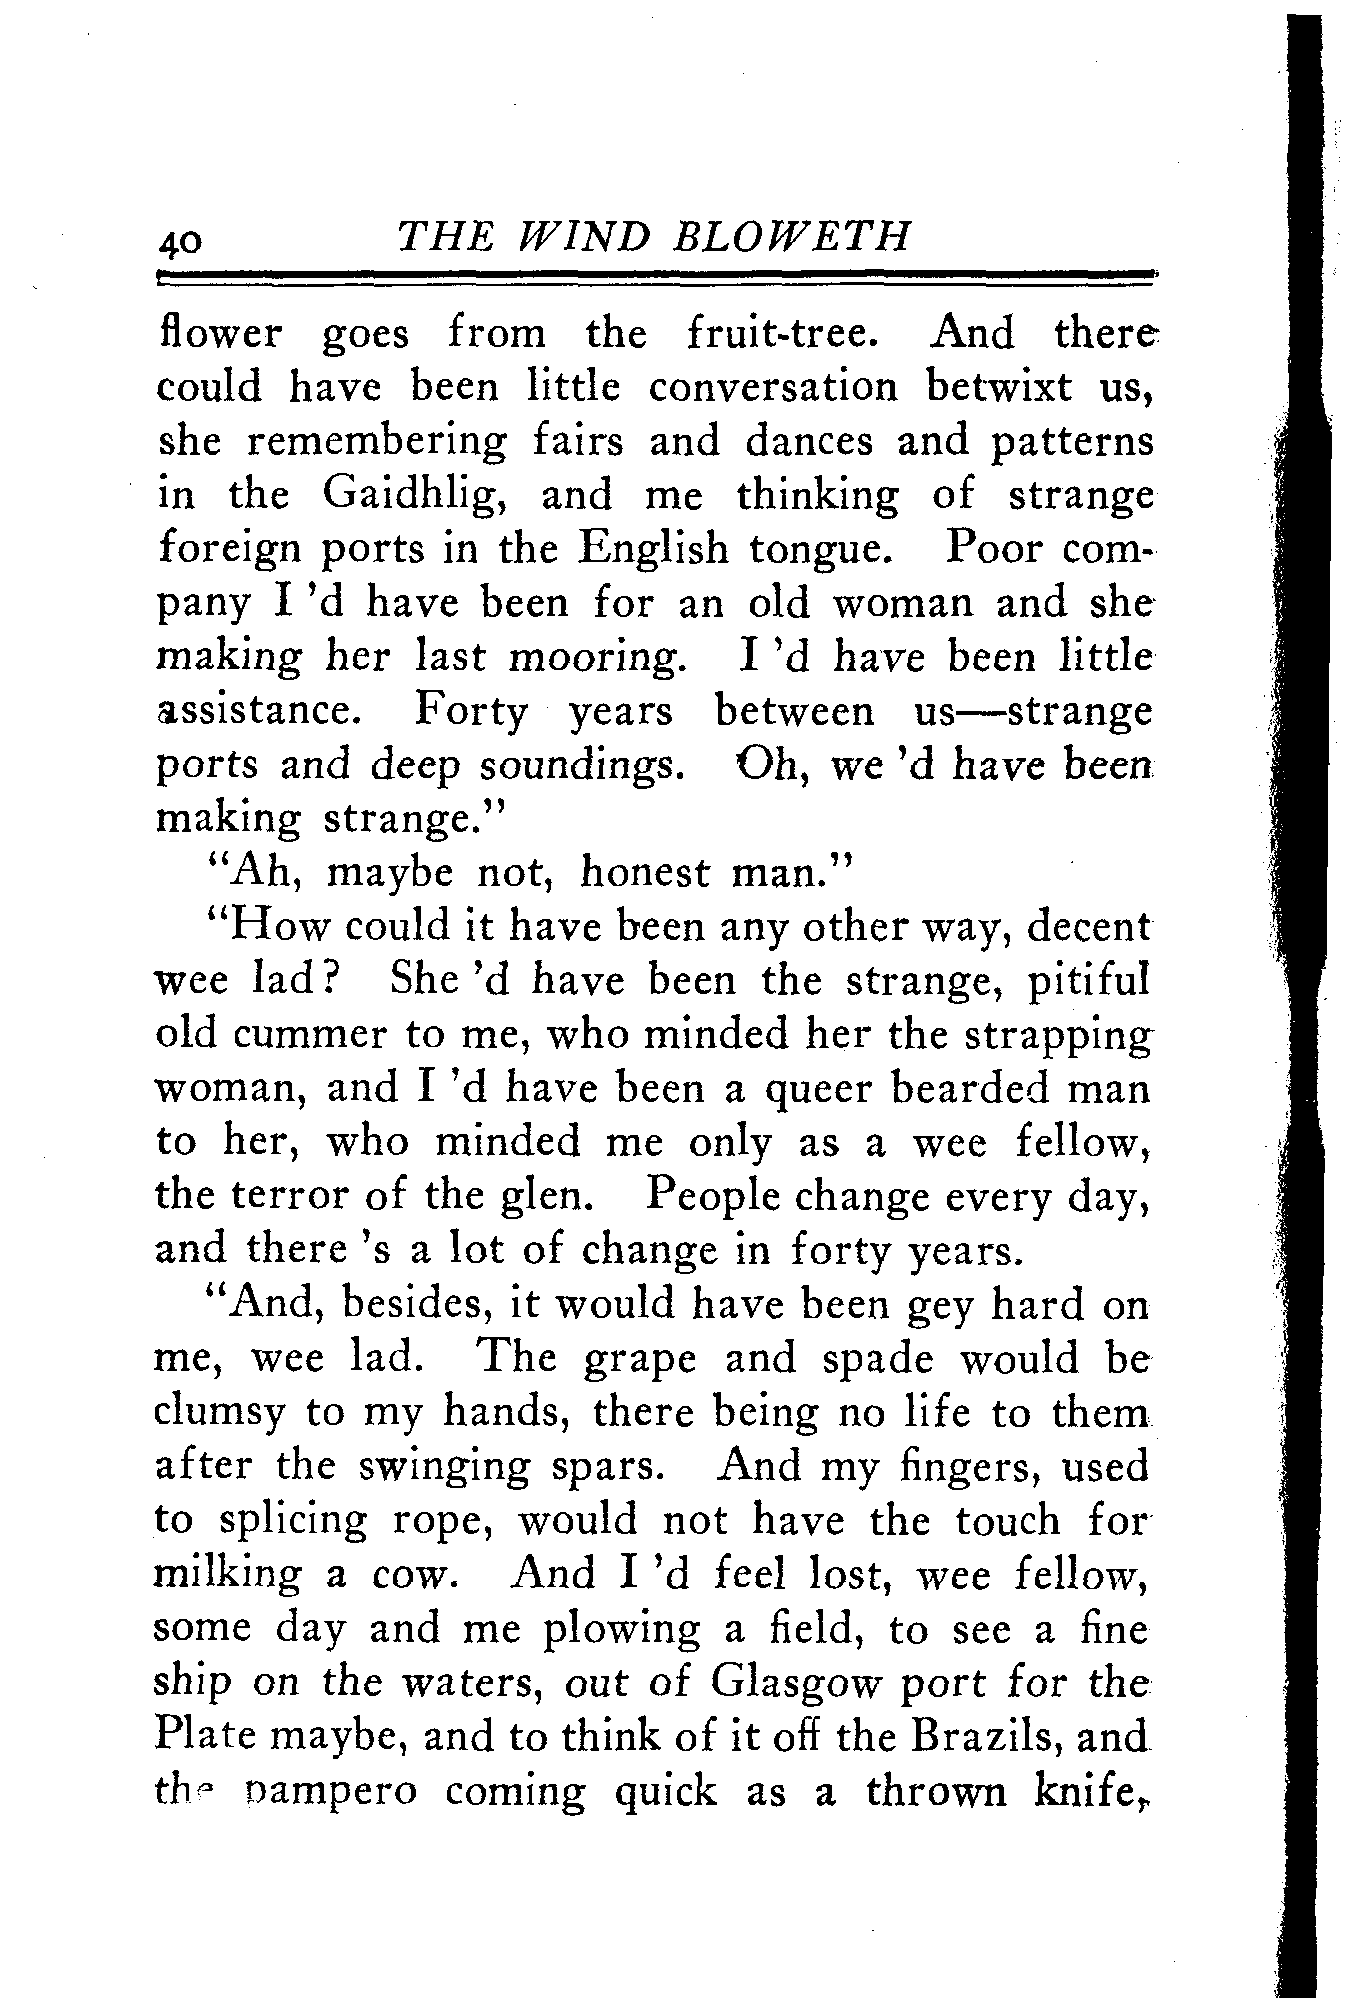 40 THE WIND BLOWETH
flower goes from the fruit-tree. And there
could have been little conversation betwixt us,
she remembering fairs and dances and patterns
in the Gaidhlig, and me thinking of strange
foreign ports in the English tongue. Poor com-
pany I 'd have been for an old woman and she
making her last mooring. I 'd have been little
assistance. Forty years between us—strange
ports and deep soundings. Oh, we 'd have been
making strange."
"Ah, maybe not, honest man."
"How could it have been any other way, decent
wee lad? She 'd have been the strange, pitiful
old cummer to me, who minded her the strapping
woman, and I 'd have been a queer bearded man
to her, who minded me only as a wee fellow,
the terror of the glen. People change every day,
and there 's a lot of change in forty years.
"And, besides, it would have been gey hard on
me, wee lad. The grape and spade would be
clumsy to my hands, there being no life to them
after the swinging spars. And my fingers, used
to splicing rope, would not have the touch for
milking a cow. And I 'd feel lost, wee fellow,
some day and me plowing a field, to see a fine
ship on the waters, out of Glasgow port for the
Plate maybe, and to think of it off the Brazils, and
the pampero coming quick as a thrown knife,